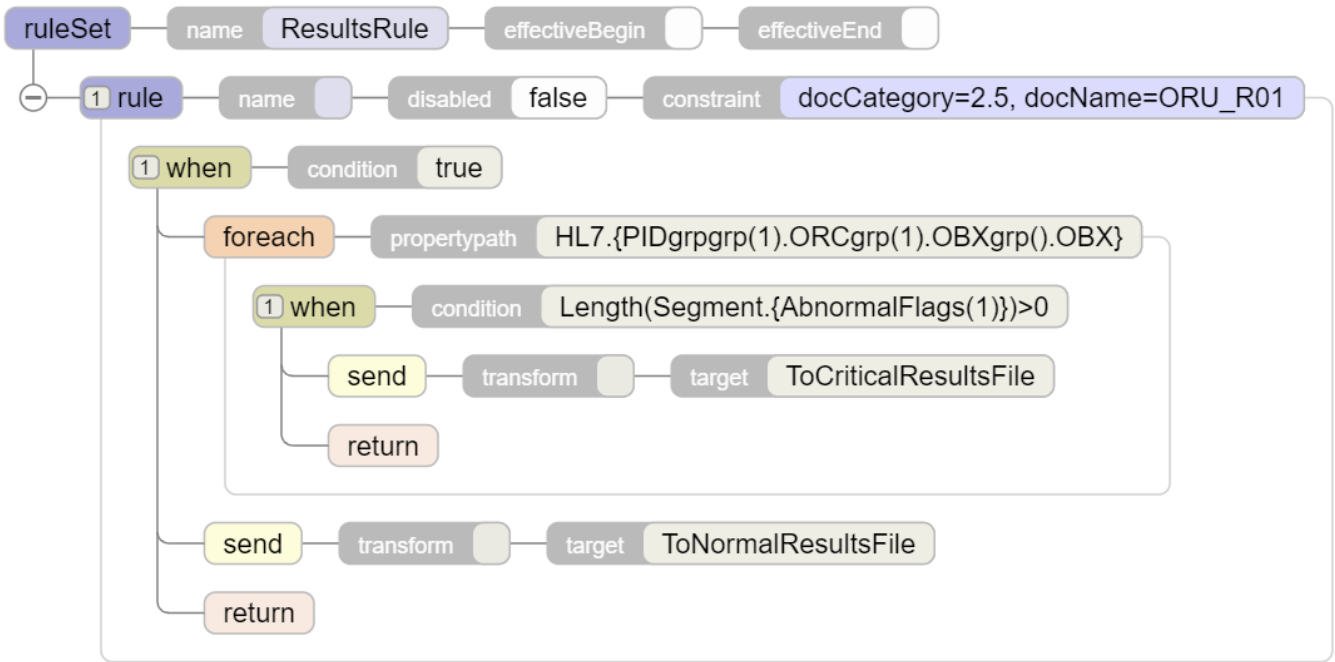 ruleSet name ResultsRule effectiveBegin effectiveEnd
1 rule name disabled false constraint docCategory=2.5, docName=ORU_R01
1 when condition true
foreach propertypath HL7.{PIDgrpgrp(1).ORCgrp(1).OBXgrp().OBX}
1 when condition Length(Segment.{AbnormalFlags(1)})>0
send transform target ToCriticalResultsFile
return
send transform target ToNormalResultsFile
return